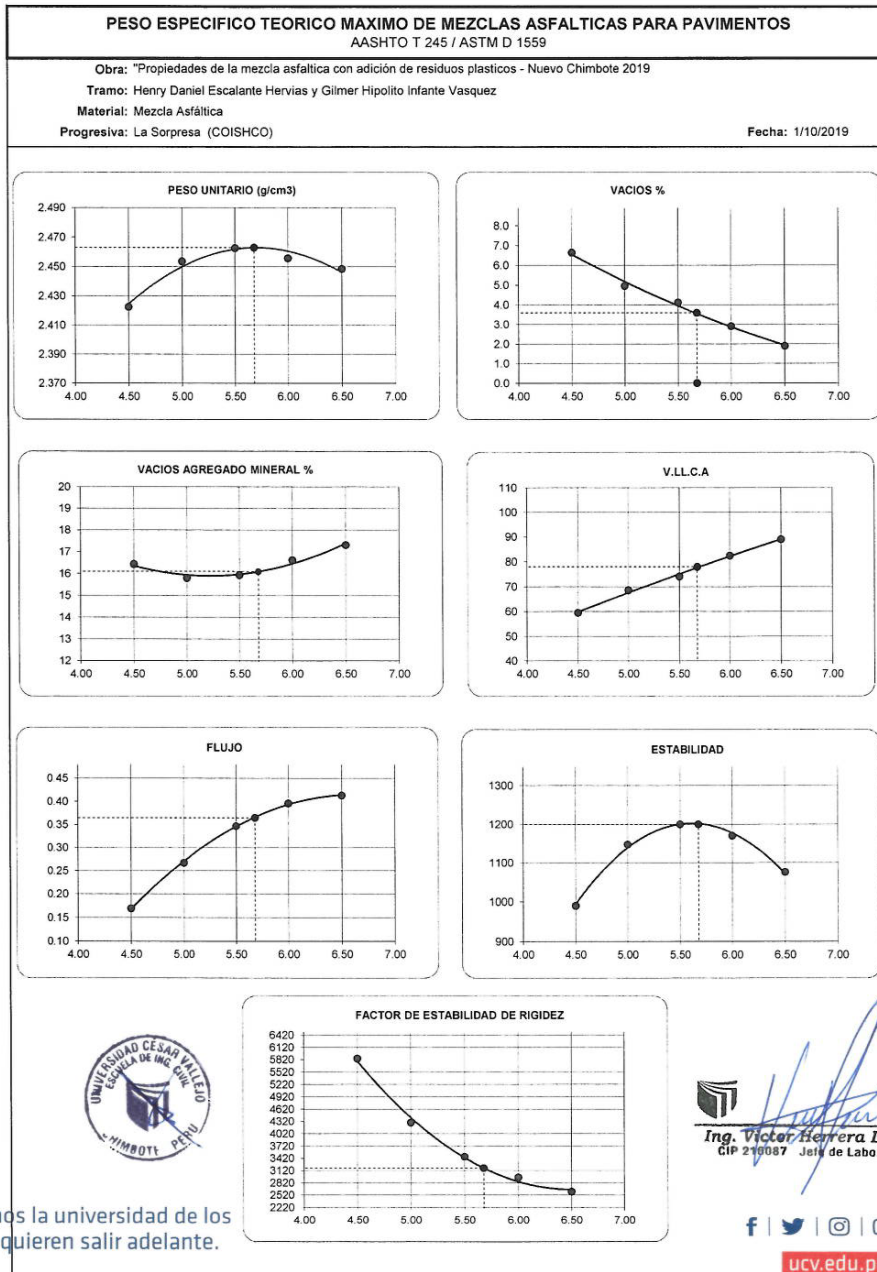 PESO ESPECIFICO TEORICO MAXIMO DE MEZCLAS ASFALTICAS PARA PAVIMENTOS
AASHTO T 245 / ASTM D 1559
Obra: "Propiedades de la mezcla asfaltica con adición de residuos plasticos - Nuevo Chimbote 2019
Tramo: Henry Daniel Escalante Hervias y Gilmer Hipolito Infante Vasquez
Material: Mezcla Asfáltica
Progresiva: La Sorpresa (COISHCO) Fecha: 1/10/2019
PESO UNITARIO (g/cm3)
2.490
2.470
2.450
2.430
2.410
2.390
2.370
4.00 4.50 5.00 5.50 6.00 6.50 7.00
VACIOS %
8.0
7.0
6.0
5.0
4.0
3.0
2.0
1.0
0.0
4.00 4.50 5.00 5.50 6.00 6.50 7.00
VACIOS AGREGADO MINERAL %
20
19
18
17
16
15
14
13
12
4.00 4.50 5.00 5.50 6.00 6.50 7.00
V.LL.C.A
110
100
90
80
70
60
50
40
4.00 4.50 5.00 5.50 6.00 6.50 7.00
FLUJO
0.45
0.40
0.35
0.30
0.25
0.20
0.15
0.10
4.00 4.50 5.00 5.50 6.00 6.50 7.00
ESTABILIDAD
1300
1200
1100
1000
900
4.00 4.50 5.00 5.50 6.00 6.50 7.00
FACTOR DE ESTABILIDAD DE RIGIDEZ
6420
6120
5820
5520
5220
4920
4620
4320
4020
3720
3420
3120
2820
2520
2220
4.00 4.50 5.00 5.50 6.00 6.50 7.00
UNIVERSIDAD CÉSAR VALLEJO
ESCUELA DE ING. CIVIL
CHIMBOTE PERU
Ing. Victor Herrera
Jefe de Labo
os la universidad de los
quieren salir adelante.
ucv.edu.p